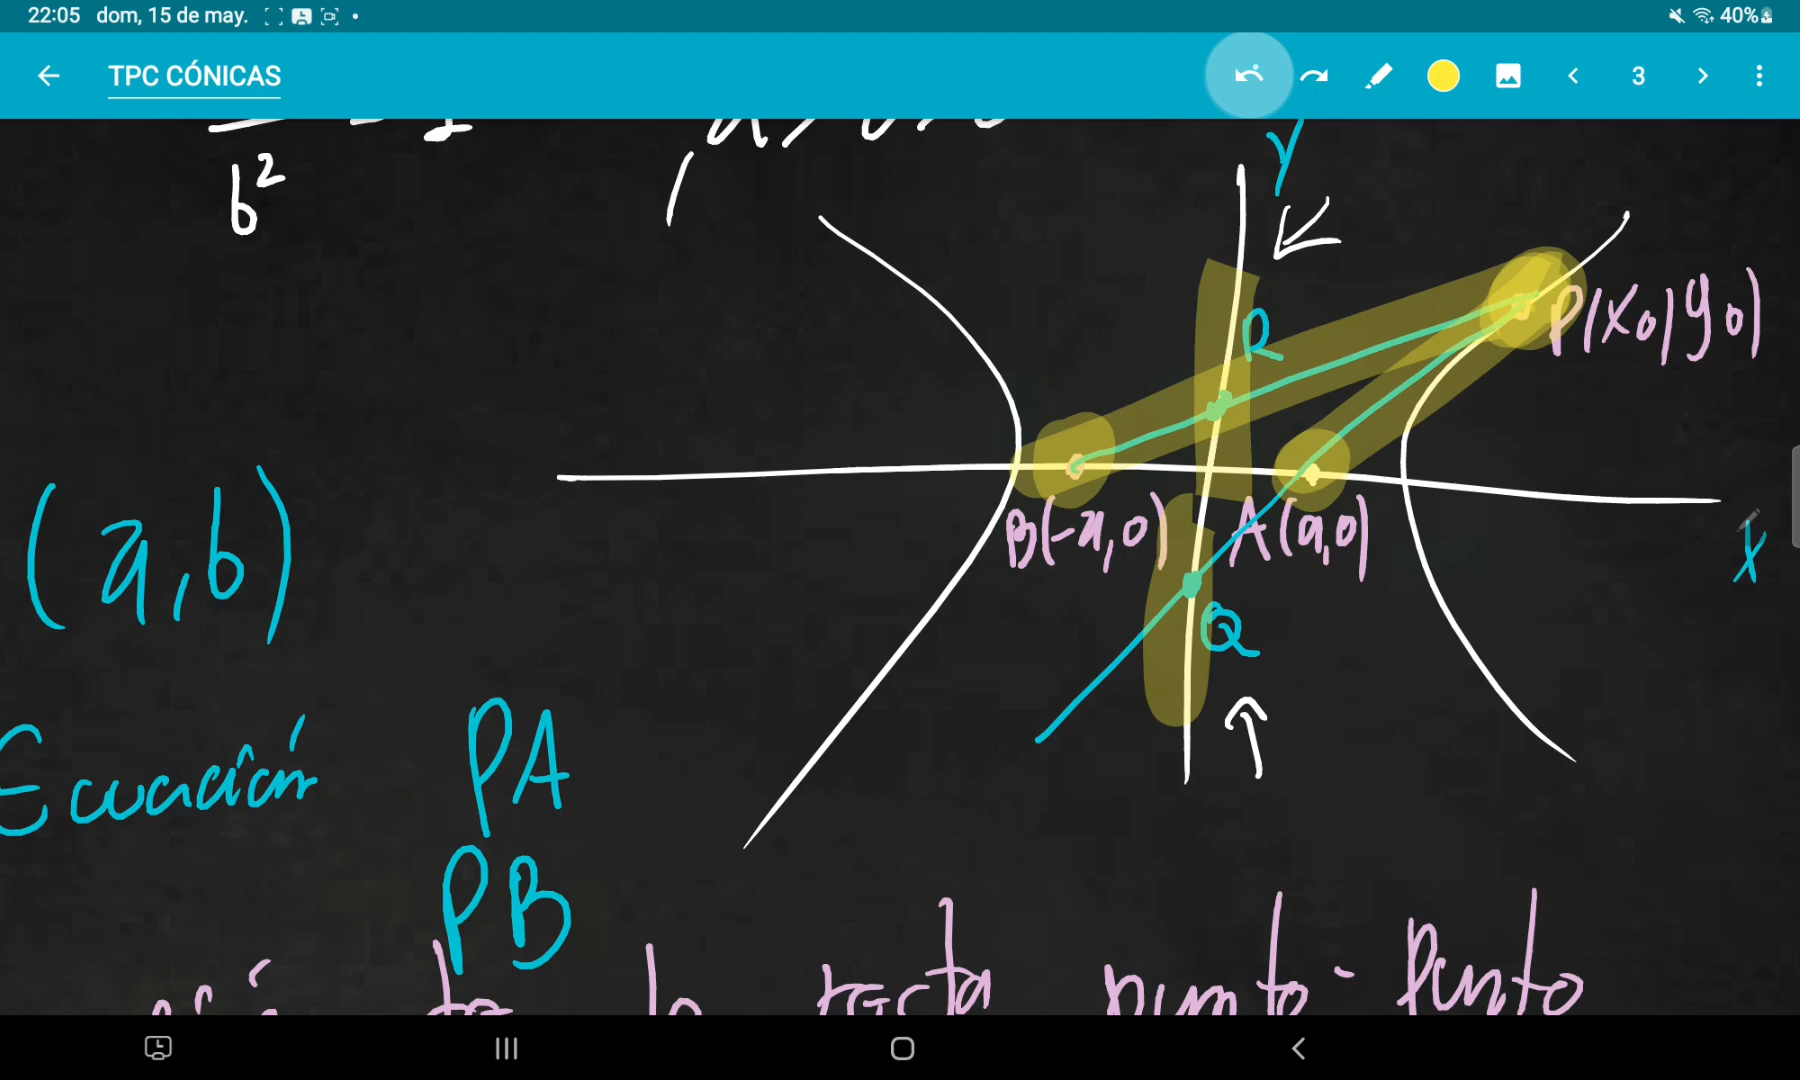 22:05 dom, 15 de may. 40%
TPC CÓNICAS 3
b²
Y
R
P(x0, y0)
B(-a, 0) A(a, 0)
X
(a, b)
Q
Ecuación PA
PB
recta punto - Punto